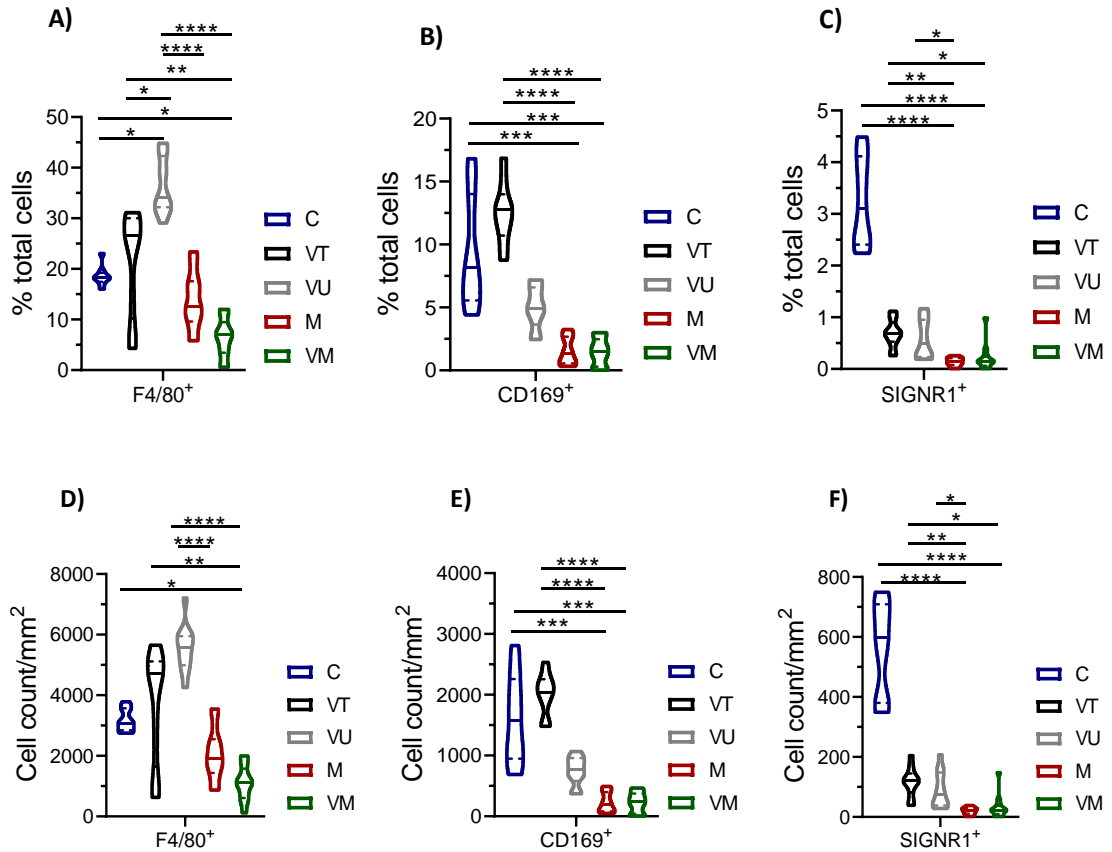 A)
****
****
**
*
*
*
50
40
30
20
10
0
% total cells
F4/80+
C
VT
VU
M
VM
B)
****
****
***
***
20
15
10
5
0
% total cells
CD169+
C
VT
VU
M
VM
C)
*
*
**
****
****
5
4
3
2
1
0
% total cells
SIGNR1+
C
VT
VU
M
VM
D)
****
****
**
*
8000
6000
4000
2000
0
Cell count/mm2
F4/80+
C
VT
VU
M
VM
E)
****
****
***
***
4000
3000
2000
1000
0
Cell count/mm2
CD169+
C
VT
VU
M
VM
F)
*
*
**
****
****
800
600
400
200
0
Cell count/mm2
SIGNR1+
C
VT
VU
M
VM